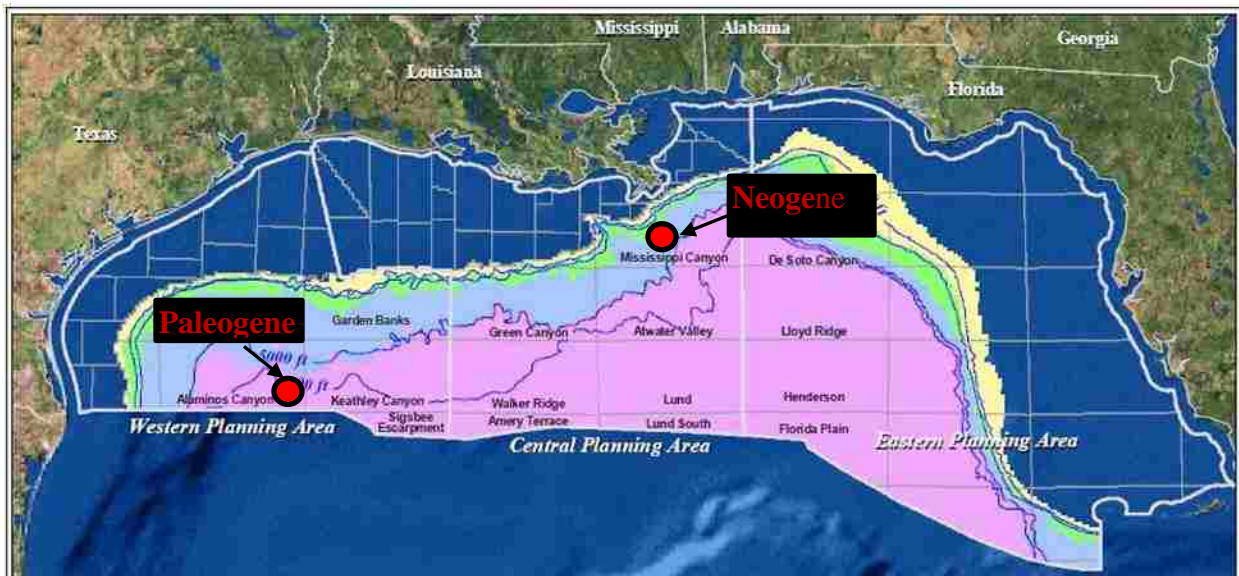 Mississippi
Alabama
Georgia
Louisiana
Florida
Texas
Neogene
Mississippi Canyon
De Soto Canyon
Paleogene
Garden Banks
Green Canyon
Atwater Valley
Lloyd Ridge
5000 ft
ft
Alaminos Canyon
Keathley Canyon
Walker Ridge
Lund
Henderson
Sigsbee
Escarpment
Amery Terrace
Lund South
Florida Plain
Western Planning Area
Central Planning Area
Eastern Planning Area